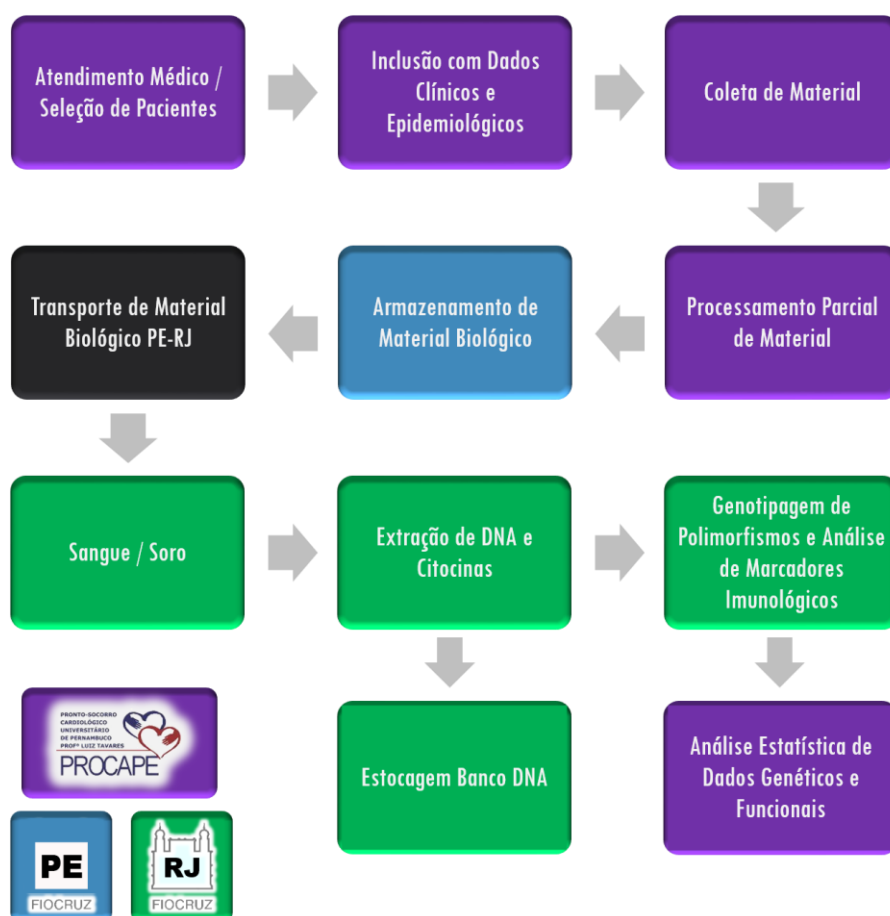 Atendimento Médico /
Seleção de Pacientes
Inclusão com Dados
Clínicos e
Epidemiológicos
Coleta de Material
Transporte de Material
Biológico PE-RJ
Armazenamento de
Material Biológico
Processamento Parcial
de Material
Sangue / Soro
Extração de DNA e
Citocinas
Genotipagem de
Polimorfismos e Análise
de Marcadores
Imunológicos
PRONTO-SOCORRO
CARDIOLÓGICO
UNIVERSITÁRIO
DE PERNAMBUCO
PROFº LUIZ TAVARES
PROCAPE
Estocagem Banco DNA
Análise Estatística de
Dados Genéticos e
Funcionais
PE
FIOCRUZ
RJ
FIOCRUZ